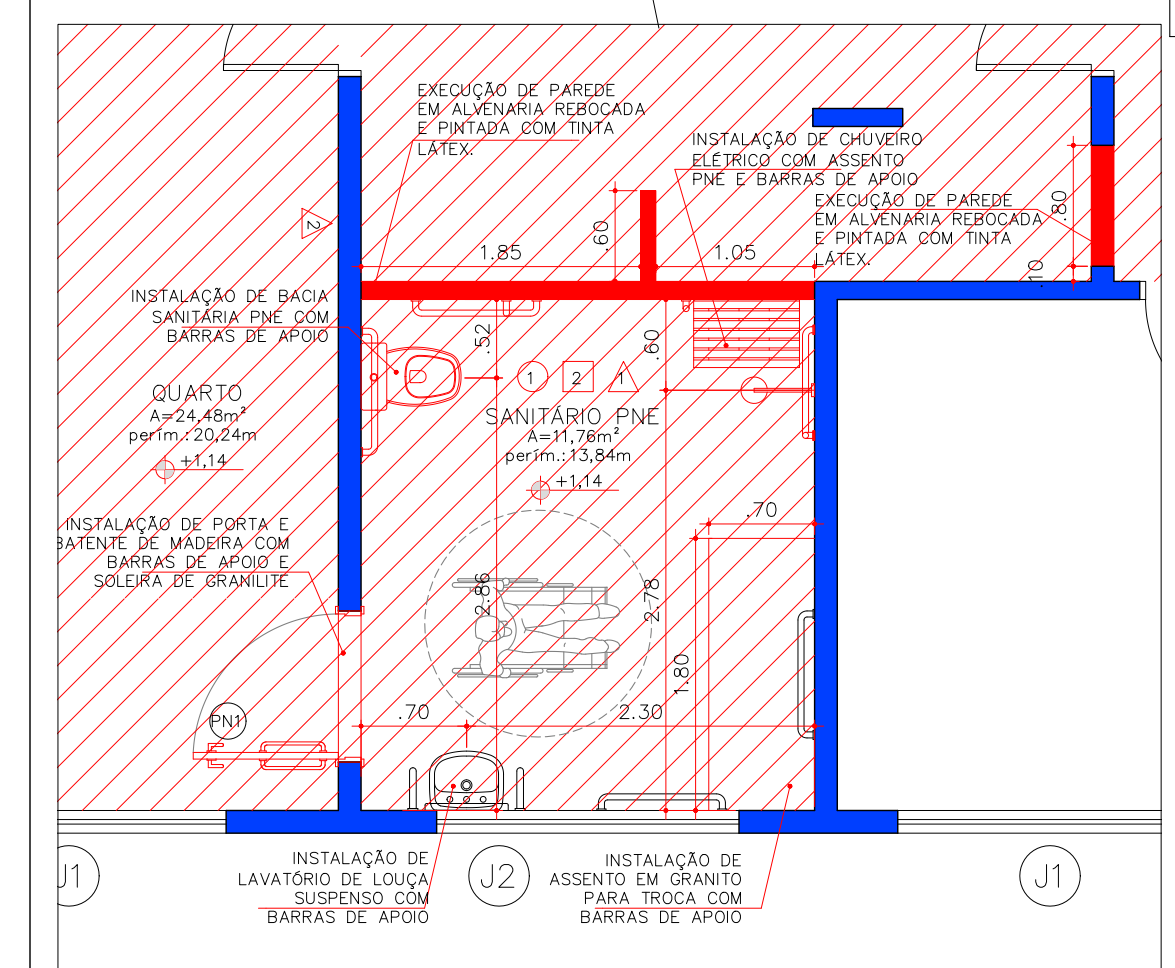 EXECUÇÃO DE PAREDE
EM ALVENARIA REBOCADA
E PINTADA COM TINTA
LÁTEX.
INSTALAÇÃO DE CHUVEIRO
ELÉTRICO COM ASSENTO
PNE E BARRAS DE APOIO
EXECUÇÃO DE PAREDE
EM ALVENARIA REBOCADA
E PINTADA COM TINTA
LÁTEX.
.80
.10
2
.60
1.85
1.05
INSTALAÇÃO DE BACIA
SANITÁRIA PNE COM
BARRAS DE APOIO
.52
.60
1
2
1
QUARTO
A=24,48m²
perím.:20,24m
+1,14
SANITÁRIO PNE
A=11,76m²
perím.:13,84m
+1,14
INSTALAÇÃO DE PORTA E
BATENTE DE MADEIRA COM
BARRAS DE APOIO E
SOLEIRA DE GRANILITE
.70
2.86
2.78
1.80
PN1
.70
2.30
J1
INSTALAÇÃO DE
LAVATÓRIO DE LOUÇA
SUSPENSO COM
BARRAS DE APOIO
J2
INSTALAÇÃO DE
ASSENTO EM GRANITO
PARA TROCA COM
BARRAS DE APOIO
J1